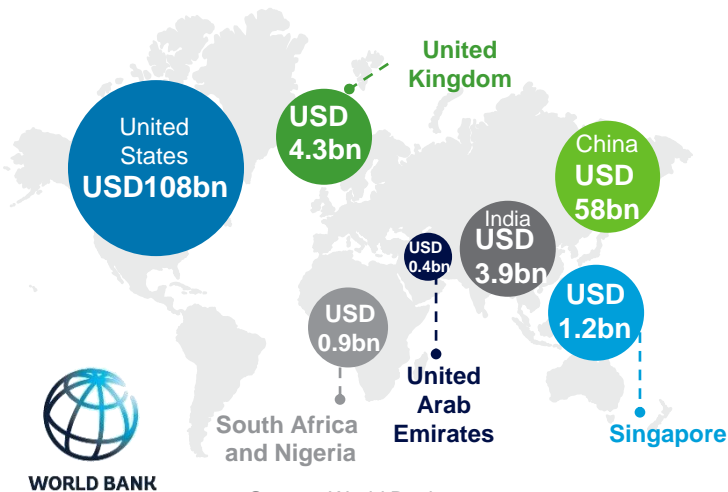 United
Kingdom
USD
4.3bn
United
States
USD108bn
China
USD
58bn
India
USD
3.9bn
USD
0.4bn
USD
1.2bn
USD
0.9bn
United
Arab
Emirates
South Africa
and Nigeria
Singapore
WORLD BANK